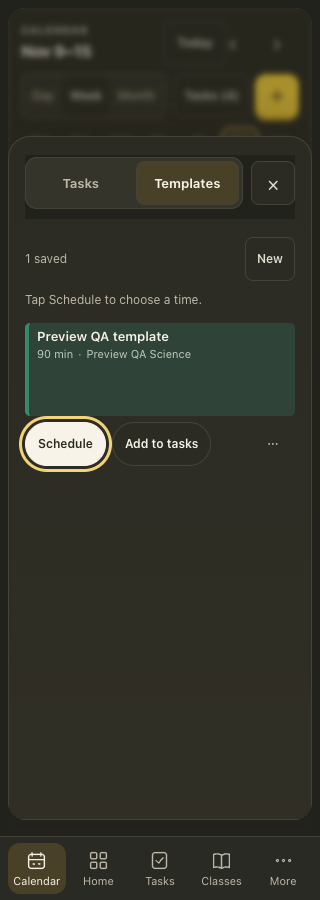 CALENDAR
Nov 9–15
Today
Day Week Month
Tasks (4)
Tasks
Templates
1 saved
New
Tap Schedule to choose a time.
Preview QA template
90 min · Preview QA Science
Schedule
Add to tasks
Calendar
Home
Tasks
Classes
More